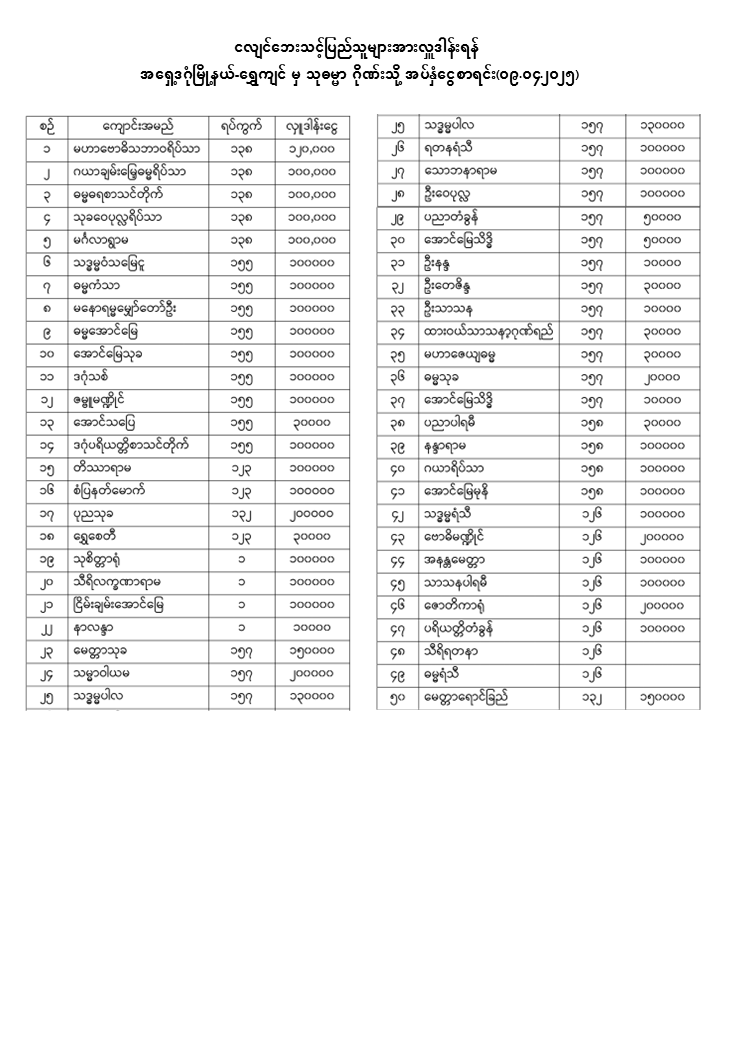 ငလျင်ဘေးသင့်ပြည်သူများအားလှူဒါန်းရန်
အရှေ့ဒဂုံမြို့နယ်-ရွှေကျင် မှ သုဓမ္မာ ဂိုဏ်းသို့ အပ်နှံငွေစာရင်း(၀၉.၀၄.၂၀၂၅)
စဉ် ကျောင်းအမည် ရပ်ကွက် လှူဒါန်းငွေ
၁ မဟာဗောဓိသဘာဝရိပ်သာ ၁၃၈ ၁၂၀,၀၀၀
၂ ဂယာချမ်းမြေ့ဓမ္မရိပ်သာ ၁၃၈ ၁၀၀,၀၀၀
၃ ဓမ္မဓရစာသင်တိုက် ၁၃၈ ၁၀၀,၀၀၀
၄ သုခဝေပုလ္လရိပ်သာ ၁၃၈ ၁၀၀,၀၀၀
၅ မင်္ဂလာရွာမ ၁၃၈ ၁၀၀,၀၀၀
၆ သဒ္ဓမ္မဝံသမြေငူ ၁၅၅ ၁၀၀၀၀၀
၇ ဓမ္မကံသာ ၁၅၅ ၁၀၀၀၀၀
၈ မနောရမ္မမျှော်တော်ဦး ၁၅၅ ၁၀၀၀၀၀
၉ ဓမ္မအောင်မြေ ၁၅၅ ၁၀၀၀၀၀
၁၀ အောင်မြေသုခ ၁၅၅ ၁၀၀၀၀၀
၁၁ ဒဂုံသစ် ၁၅၅ ၁၀၀၀၀၀
၁၂ ဇမ္ဗူမဏ္ဍိုင် ၁၅၅ ၁၀၀၀၀၀
၁၃ အောင်သပြေ ၁၅၅ ၃၀၀၀၀
၁၄ ဒဂုံပရိယတ္တိစာသင်တိုက် ၁၅၅ ၁၀၀၀၀၀
၁၅ တိဿာရာမ ၁၂၃ ၁၀၀၀၀၀
၁၆ စံပြနတ်မောက် ၁၂၃ ၁၀၀၀၀၀
၁၇ ပုညသုခ ၁၃၂ ၂၀၀၀၀၀
၁၈ ရွှေစေတီ ၁၂၃ ၃၀၀၀၀
၁၉ သုစိတ္တာရုံ ၁ ၁၀၀၀၀၀
၂၀ သီရိလက္ခဏာရာမ ၁ ၁၀၀၀၀၀
၂၁ ငြိမ်းချမ်းအောင်မြေ ၁ ၁၀၀၀၀၀
၂၂ နာလန္ဒာ ၁ ၁၀၀၀၀
၂၃ မေတ္တာသုခ ၁၅၇ ၁၅၀၀၀၀
၂၄ သမ္မာဝါယမ ၁၅၇ ၂၀၀၀၀၀
၂၅ သဒ္ဓမ္မပါလ ၁၅၇ ၁၃၀၀၀၀
၂၅ သဒ္ဓမ္မပါလ ၁၅၇ ၁၃၀၀၀၀
၂၆ ရတနရံသီ ၁၅၇ ၁၀၀၀၀၀
၂၇ သောဘနာရာမ ၁၅၇ ၁၀၀၀၀၀
၂၈ ဦးဝေပုလ္လ ၁၅၇ ၁၀၀၀၀၀
၂၉ ပညာတံခွန် ၁၅၇ ၅၀၀၀၀
၃၀ အောင်မြေသိဒ္ဓိ ၁၅၇ ၅၀၀၀၀
၃၁ ဦးနန္ဒ ၁၅၇ ၁၀၀၀၀
၃၂ ဦးတေဇိန္ဒ ၁၅၇ ၃၀၀၀၀
၃၃ ဦးသာသန ၁၅၇ ၁၀၀၀၀
၃၄ ထားဝယ်သာသနာ့ဂုဏ်ရည် ၁၅၇ ၃၀၀၀၀
၃၅ မဟာဇေယျဓမ္မ ၁၅၇ ၃၀၀၀၀
၃၆ ဓမ္မသုခ ၁၅၇ ၂၀၀၀၀
၃၇ အောင်မြေသိဒ္ဓိ ၁၅၇ ၁၀၀၀၀
၃၈ ပညာပါရမီ ၁၅၈ ၃၀၀၀၀
၃၉ နန္ဒာရာမ ၁၅၈ ၁၀၀၀၀၀
၄၀ ဂယာရိပ်သာ ၁၅၈ ၁၀၀၀၀၀
၄၁ အောင်မြေမုနိ ၁၅၈ ၁၀၀၀၀၀
၄၂ သဒ္ဓမ္မရံသီ ၁၂၆ ၁၀၀၀၀၀
၄၃ ဗောဓိမဏ္ဍိုင် ၁၂၆ ၂၀၀၀၀၀
၄၄ အနန္တမေတ္တာ ၁၂၆ ၁၀၀၀၀၀
၄၅ သာသနပါရမီ ၁၂၆ ၁၀၀၀၀၀
၄၆ ဇောတိကာရုံ ၁၂၆ ၂၀၀၀၀၀
၄၇ ပရိယတ္တိတံခွန် ၁၂၆ ၁၀၀၀၀၀
၄၈ သီရိရတနာ ၁၂၆
၄၉ ဓမ္မရံသီ ၁၂၆
၅၀ မေတ္တာရောင်ခြည် ၁၃၂ ၁၅၀၀၀၀